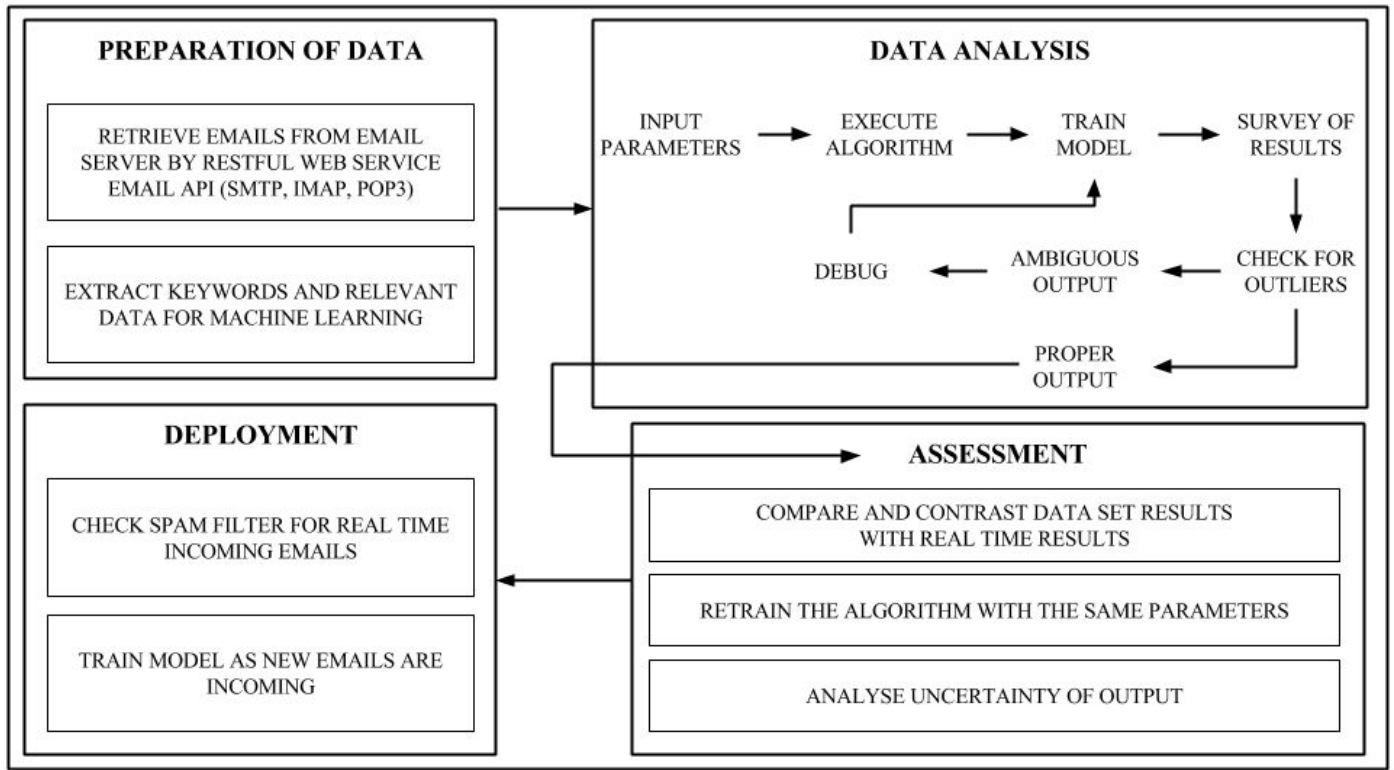 PREPARATION OF DATA
RETRIEVE EMAILS FROM EMAIL
SERVER BY RESTFUL WEB SERVICE
EMAIL API (SMTP, IMAP, POP3)
EXTRACT KEYWORDS AND RELEVANT
DATA FOR MACHINE LEARNING
DATA ANALYSIS
INPUT
PARAMETERS
EXECUTE
ALGORITHM
TRAIN
MODEL
SURVEY OF
RESULTS
CHECK FOR
OUTLIERS
AMBIGUOUS
OUTPUT
DEBUG
PROPER
OUTPUT
ASSESSMENT
COMPARE AND CONTRAST DATA SET RESULTS
WITH REAL TIME RESULTS
RETRAIN THE ALGORITHM WITH THE SAME PARAMETERS
ANALYSE UNCERTAINTY OF OUTPUT
DEPLOYMENT
CHECK SPAM FILTER FOR REAL TIME
INCOMING EMAILS
TRAIN MODEL AS NEW EMAILS ARE
INCOMING